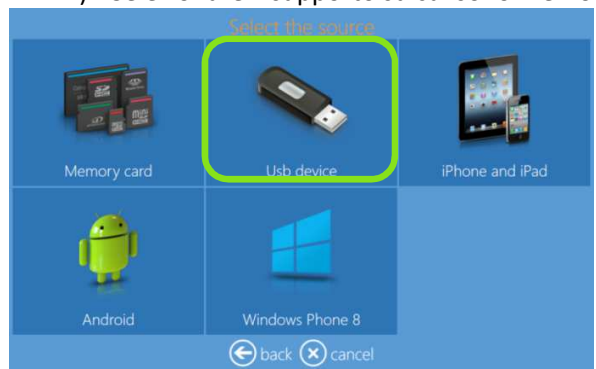 Select the source
Memory card
Usb device
iPhone and iPad
Android
Windows Phone 8
back
cancel